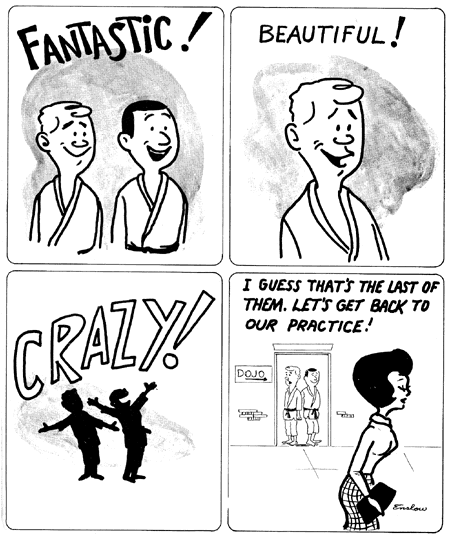 FANTASTIC!
BEAUTIFUL!
CRAZY!!
I GUESS THAT'S THE LAST OF
THEM. LET'S GET BACK TO
OUR PRACTICE!
DOJO
Enslow